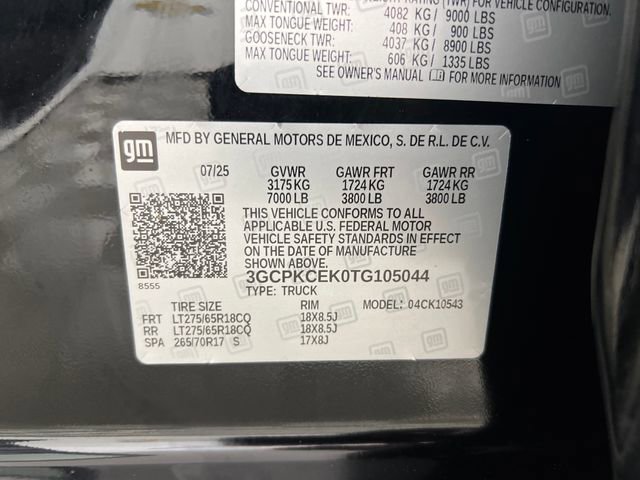 RATING (TWR) FOR VEHICLE CONFIGURATION.
CONVENTIONAL TWR: 4082 KG/ 9000 LBS
MAX TONGUE WEIGHT: 408 KG/ 900 LBS
GOOSENECK TWR: 4037 KG/ 8900 LBS
MAX TONGUE WEIGHT: 606 KG/ 1335 LBS
SEE OWNER'S MANUAL FOR MORE INFORMATION
gm
MFD BY GENERAL MOTORS DE MEXICO, S. DE R.L. DE C.V.
07/25 GVWR GAWR FRT GAWR RR
3175 KG 1724 KG 1724 KG
7000 LB 3800 LB 3800 LB
THIS VEHICLE CONFORMS TO ALL
APPLICABLE U.S. FEDERAL MOTOR
VEHICLE SAFETY STANDARDS IN EFFECT
ON THE DATE OF MANUFACTURE
SHOWN ABOVE.
8555 3GCPKCEK0TG105044
TYPE: TRUCK
TIRE SIZE RIM MODEL: 04CK10543
FRT LT275/65R18CQ 18X8.5J
RR LT275/65R18CQ 18X8.5J
SPA 265/70R17 S 17X8J